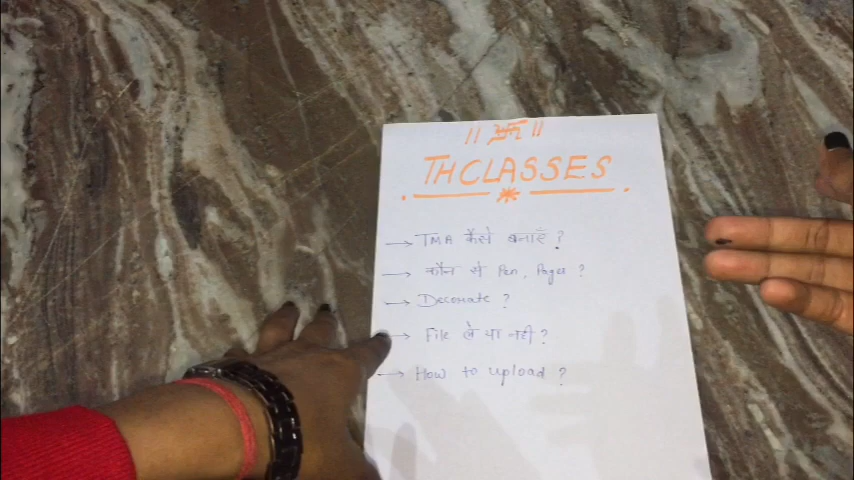 THCLASSES
→ TMA कैसे बनाएँ ?
→ कौन से Pen, Pages ?
→ Decorate ?
→ File लें या नहीं ?
→ How to upload ?